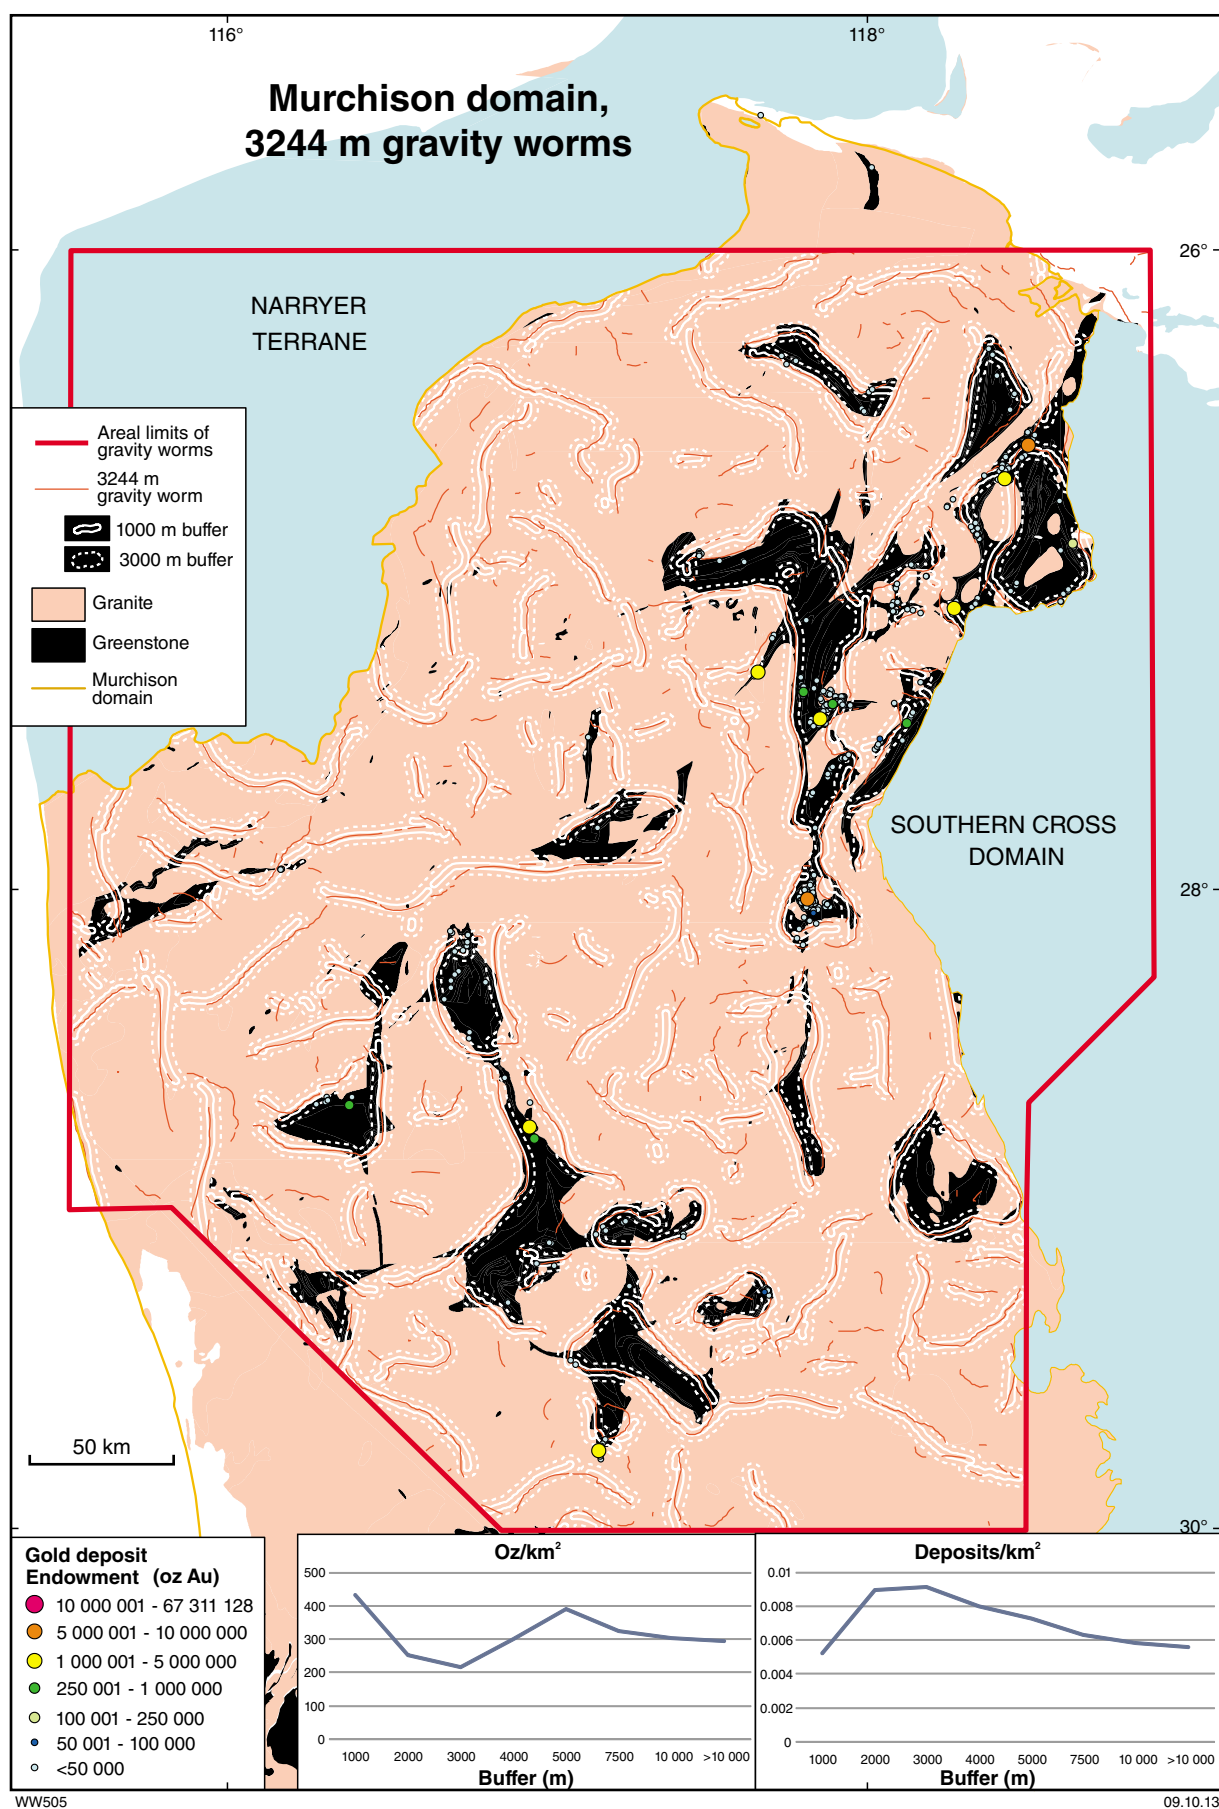 116°
118°
Murchison domain,
3244 m gravity worms
26°
NARRYER
TERRANE
Areal limits of
gravity worms
3244 m
gravity worm
1000 m buffer
3000 m buffer
Granite
Greenstone
Murchison
domain
SOUTHERN CROSS
DOMAIN
28°
50 km
30°
Gold deposit
Endowment (oz Au)
10 000 001 - 67 311 128
5 000 001 - 10 000 000
1 000 001 - 5 000 000
250 001 - 1 000 000
100 001 - 250 000
50 001 - 100 000
<50 000
Oz/km²
500
400
300
200
100
0
1000 2000 3000 4000 5000 7500 10 000 >10 000
Buffer (m)
Deposits/km²
0.01
0.008
0.006
0.004
0.002
0
1000 2000 3000 4000 5000 7500 10 000 >10 000
Buffer (m)
WW505
09.10.13